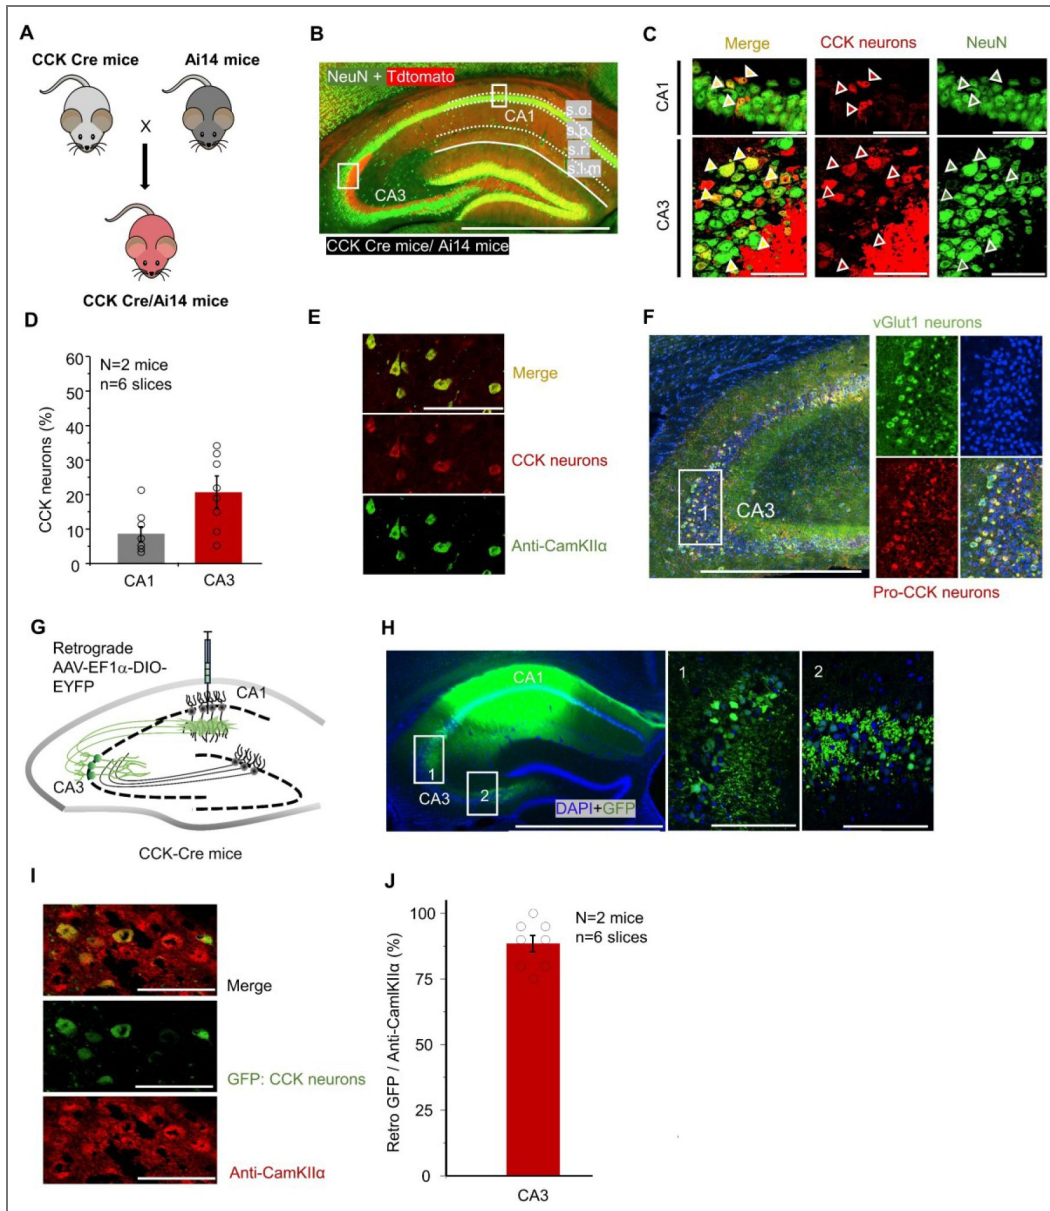 A
CCK Cre mice
Ai14 mice
X
CCK Cre/Ai14 mice
B
NeuN + Tdtomato
CA1
s.o.
s.p.
s.r.
s.l.m
CA3
CCK Cre mice/ Ai14 mice
C
Merge
CCK neurons
NeuN
CA1
CA3
D
N=2 mice
n=6 slices
CCK neurons (%)
60
50
40
30
20
10
0
CA1
CA3
E
Merge
CCK neurons
Anti-CamKIIα
F
vGlut1 neurons
1
CA3
Pro-CCK neurons
G
Retrograde
AAV-EF1α-DIO-
EYFP
CA1
CA3
CCK-Cre mice
H
CA1
1
CA3
2
DAPI+GFP
1
2
I
Merge
GFP: CCK neurons
Anti-CamKIIα
J
N=2 mice
n=6 slices
Retro GFP / Anti-CamlKIIα (%)
100
75
50
25
0
CA3